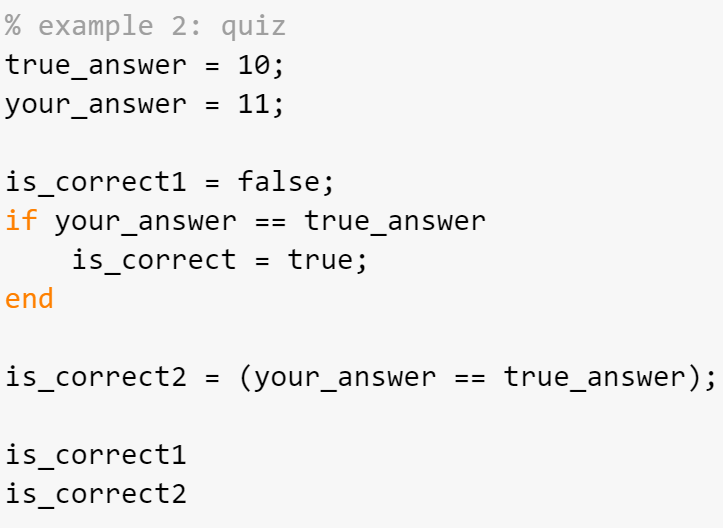 % example 2: quiz
true_answer = 10;
your_answer = 11;
is_correct1 = false;
if your_answer == true_answer
is_correct = true;
end
is_correct2 = (your_answer == true_answer);
is_correct1
is_correct2